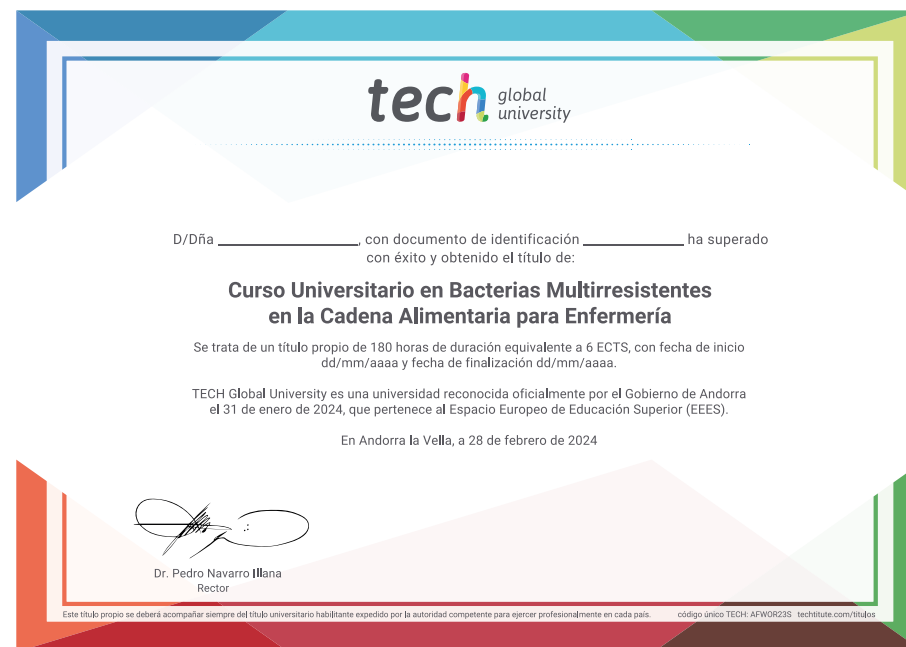 tech global university
D/Dña ____________________, con documento de identificación ______________ ha superado
con éxito y obtenido el título de:
Curso Universitario en Bacterias Multirresistentes
en la Cadena Alimentaria para Enfermería
Se trata de un título propio de 180 horas de duración equivalente a 6 ECTS, con fecha de inicio
dd/mm/aaaa y fecha de finalización dd/mm/aaaa.
TECH Global University es una universidad reconocida oficialmente por el Gobierno de Andorra
el 31 de enero de 2024, que pertenece al Espacio Europeo de Educación Superior (EEES).
En Andorra la Vella, a 28 de febrero de 2024
Dr. Pedro Navarro Illana
Rector
Este título propio se deberá acompañar siempre del título universitario habilitante expedido por la autoridad competente para ejercer profesionalmente en cada país. código único TECH: AFWOR23S techtitute.com/titulos